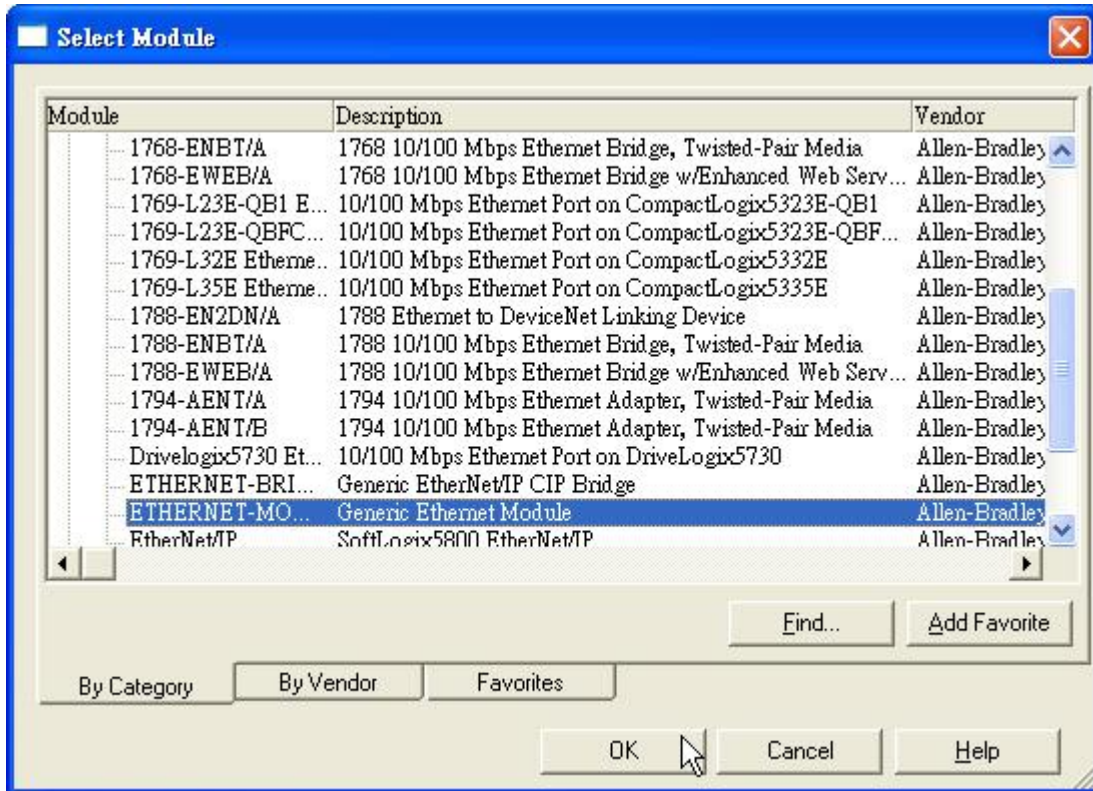 Select Module
Module Description Vendor
1768-ENBT/A 1768 10/100 Mbps Ethernet Bridge, Twisted-Pair Media Allen-Bradley
1768-EWEB/A 1768 10/100 Mbps Ethernet Bridge w/Enhanced Web Serv... Allen-Bradley
1769-L23E-QB1 E... 10/100 Mbps Ethernet Port on CompactLogix5323E-QB1 Allen-Bradley
1769-L23E-QBFC... 10/100 Mbps Ethernet Port on CompactLogix5323E-QBF... Allen-Bradley
1769-L32E Etherne... 10/100 Mbps Ethernet Port on CompactLogix5332E Allen-Bradley
1769-L35E Etherne... 10/100 Mbps Ethernet Port on CompactLogix5335E Allen-Bradley
1788-EN2DN/A 1788 Ethernet to DeviceNet Linking Device Allen-Bradley
1788-ENBT/A 1788 10/100 Mbps Ethernet Bridge, Twisted-Pair Media Allen-Bradley
1788-EWEB/A 1788 10/100 Mbps Ethernet Bridge w/Enhanced Web Serv... Allen-Bradley
1794-AENT/A 1794 10/100 Mbps Ethernet Adapter, Twisted-Pair Media Allen-Bradley
1794-AENT/B 1794 10/100 Mbps Ethernet Adapter, Twisted-Pair Media Allen-Bradley
Drivelogix5730 Et... 10/100 Mbps Ethernet Port on DriveLogix5730 Allen-Bradley
ETHERNET-BRI... Generic EtherNet/IP CIP Bridge Allen-Bradley
ETHERNET-MO... Generic Ethernet Module Allen-Bradley
EtherNet/IP SoftLogix5800 EtherNet/IP Allen-Bradley
Find... Add Favorite
By Category By Vendor Favorites
OK Cancel Help